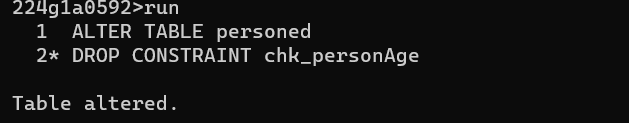 224g1a0592>run
1 ALTER TABLE personed
2* DROP CONSTRAINT chk_personAge
Table altered.